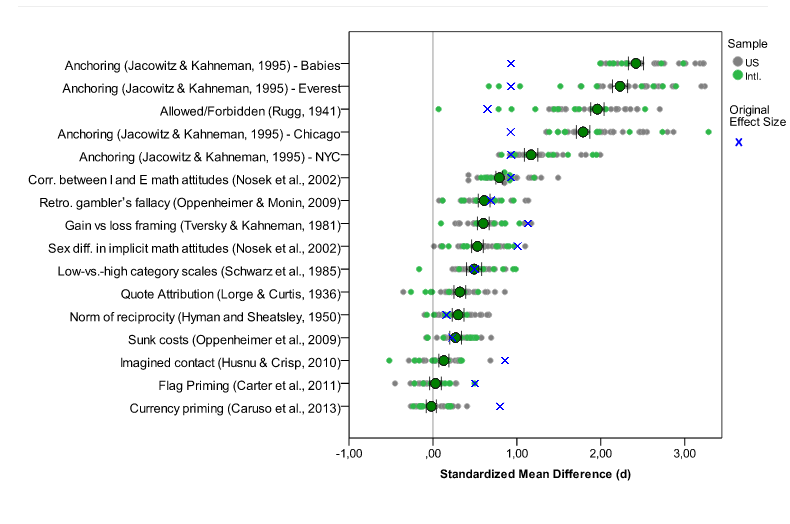 Sample
US
Intl.
Original
Effect Size
Anchoring (Jacowitz & Kahneman, 1995) - Babies
Anchoring (Jacowitz & Kahneman, 1995) - Everest
Allowed/Forbidden (Rugg, 1941)
Anchoring (Jacowitz & Kahneman, 1995) - Chicago
Anchoring (Jacowitz & Kahneman, 1995) - NYC
Corr. between I and E math attitudes (Nosek et al., 2002)
Retro. gambler's fallacy (Oppenheimer & Monin, 2009)
Gain vs loss framing (Tversky & Kahneman, 1981)
Sex diff. in implicit math attitudes (Nosek et al., 2002)
Low-vs.-high category scales (Schwarz et al., 1985)
Quote Attribution (Lorge & Curtis, 1936)
Norm of reciprocity (Hyman and Sheatsley, 1950)
Sunk costs (Oppenheimer et al., 2009)
Imagined contact (Husnu & Crisp, 2010)
Flag Priming (Carter et al., 2011)
Currency priming (Caruso et al., 2013)
-1,00 ,00 1,00 2,00 3,00
Standardized Mean Difference (d)